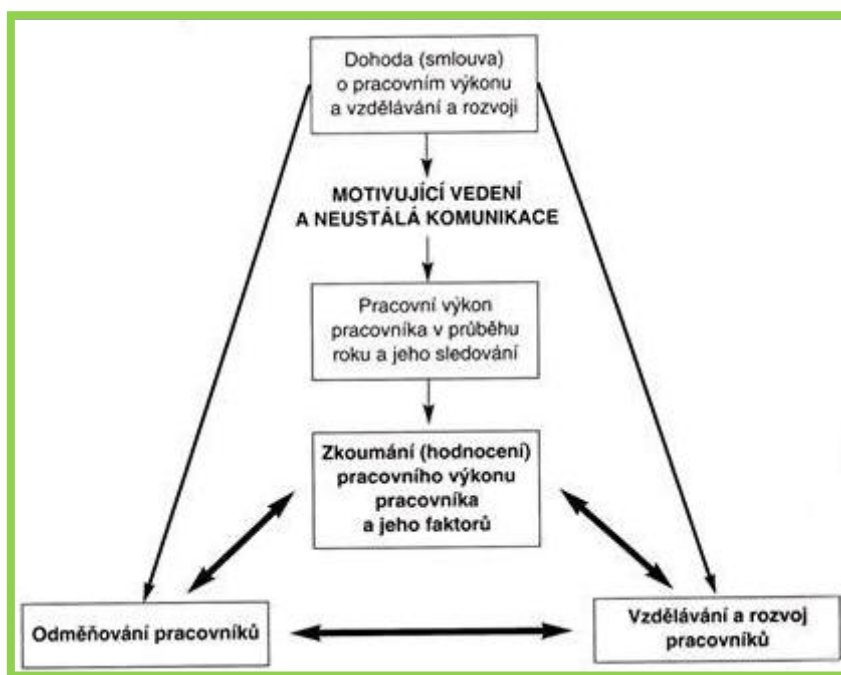 Dohoda (smlouva)
o pracovním výkonu
a vzdělávání a rozvoji
MOTIVUJÍCÍ VEDENÍ
A NEUSTÁLÁ KOMUNIKACE
Pracovní výkon
pracovníka v průběhu
roku a jeho sledování
Zkoumání (hodnocení)
pracovního výkonu
pracovníka
a jeho faktorů
Odměňování pracovníků
Vzdělávání a rozvoj
pracovníků